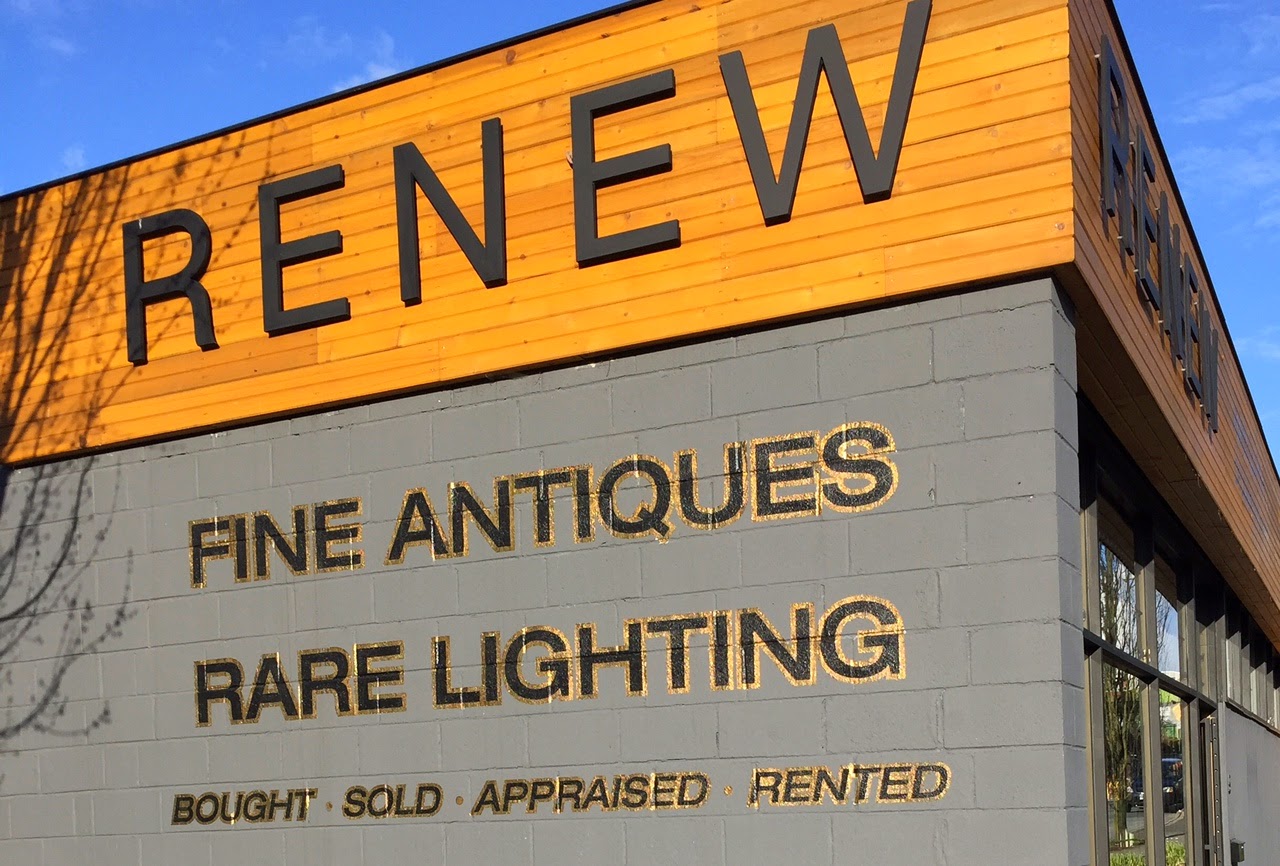 RENEW
RENEW
FINE ANTIQUES
RARE LIGHTING
BOUGHT · SOLD · APPRAISED · RENTED